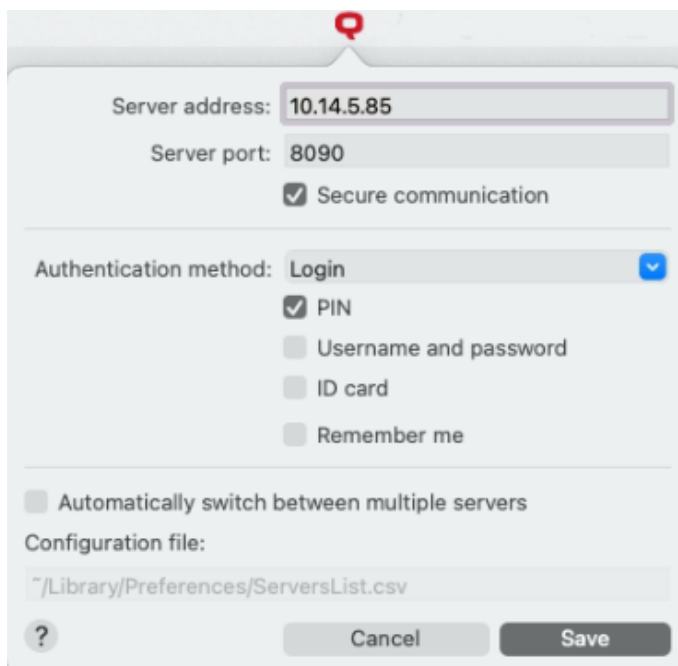 Q
Server address: 10.14.5.85
Server port: 8090
Secure communication
Authentication method: Login
PIN
Username and password
ID card
Remember me
Automatically switch between multiple servers
Configuration file:
~/Library/Preferences/ServersList.csv
? Cancel Save